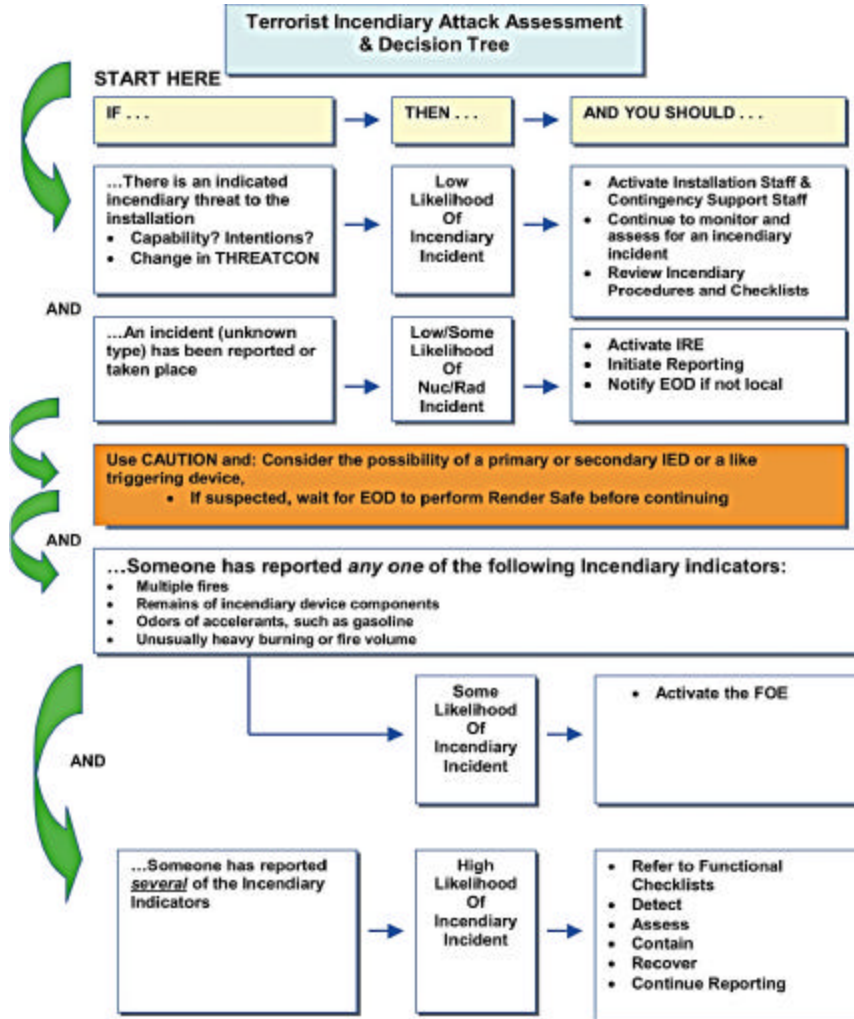 Terrorist Incendiary Attack Assessment
& Decision Tree
START HERE
IF . . .
THEN . . .
AND YOU SHOULD . . .
...There is an indicated
incendiary threat to the
installation
• Capability? Intentions?
• Change in THREATCON
Low
Likelihood
Of
Incendiary
Incident
• Activate Installation Staff &
Contingency Support Staff
• Continue to monitor and
assess for an incendiary
incident
• Review Incendiary
Procedures and Checklists
AND
...An incident (unknown
type) has been reported or
taken place
Low/Some
Likelihood
Of
Nuc/Rad
Incident
• Activate IRE
• Initiate Reporting
• Notify EOD if not local
Use CAUTION and: Consider the possibility of a primary or secondary IED or a like
triggering device,
• If suspected, wait for EOD to perform Render Safe before continuing
AND
...Someone has reported any one of the following Incendiary indicators:
• Multiple fires
• Remains of incendiary device components
• Odors of accelerants, such as gasoline
• Unusually heavy burning or fire volume
Some
Likelihood
Of
Incendiary
Incident
• Activate the FOE
AND
...Someone has reported
several of the Incendiary
Indicators
High
Likelihood
Of
Incendiary
Incident
• Refer to Functional
Checklists
• Detect
• Assess
• Contain
• Recover
• Continue Reporting